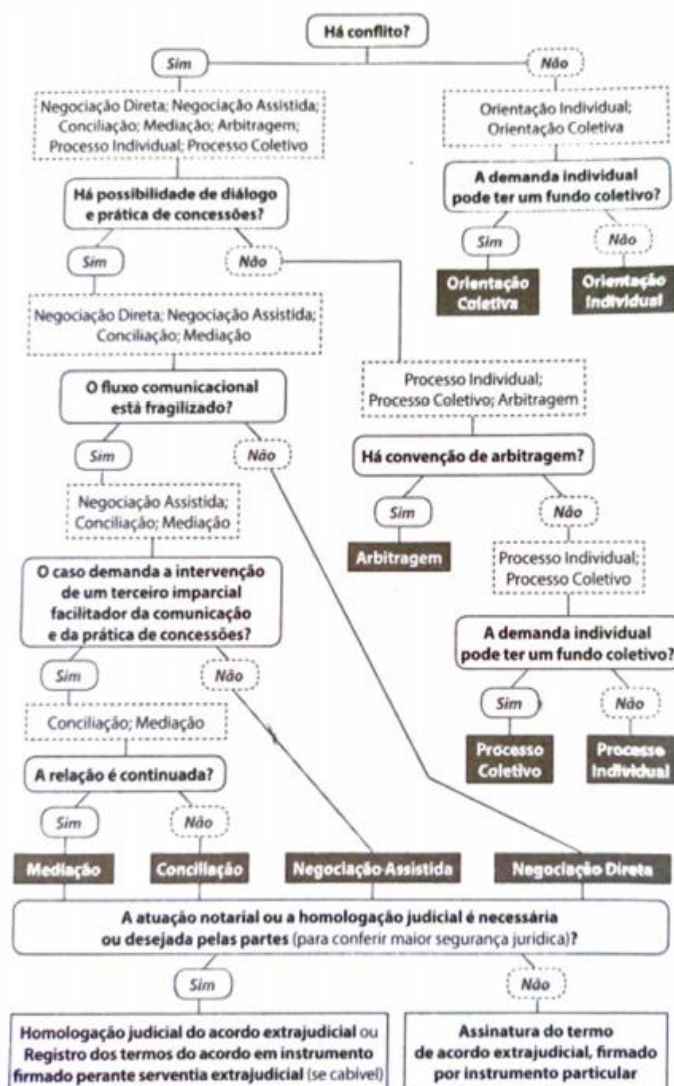 Há conflito?
Sim
Não
Negociação Direta; Negociação Assistida;
Conciliação; Mediação; Arbitragem;
Processo Individual; Processo Coletivo
Orientação Individual;
Orientação Coletiva
Há possibilidade de diálogo
e prática de concessões?
A demanda individual
pode ter um fundo coletivo?
Sim
Não
Sim
Não
Orientação
Coletiva
Orientação
Individual
Negociação Direta; Negociação Assistida;
Conciliação; Mediação
Processo Individual;
Processo Coletivo; Arbitragem
O fluxo comunicacional
está fragilizado?
Há convenção de arbitragem?
Sim
Não
Sim
Não
Negociação Assistida;
Conciliação; Mediação
Arbitragem
Processo Individual;
Processo Coletivo
O caso demanda a intervenção
de um terceiro imparcial
facilitador da comunicação
e da prática de concessões?
A demanda individual
pode ter um fundo coletivo?
Sim
Não
Sim
Não
Conciliação; Mediação
Processo
Coletivo
Processo
Individual
A relação é continuada?
Sim
Não
Mediação
Conciliação
Negociação Assistida
Negociação Direta
A atuação notarial ou a homologação judicial é necessária
ou desejada pelas partes (para conferir maior segurança jurídica)?
Sim
Não
Homologação judicial do acordo extrajudicial ou
Registro dos termos do acordo em instrumento
firmado perante serventia extrajudicial (se cabível)
Assinatura do termo
de acordo extrajudicial, firmado
por instrumento particular